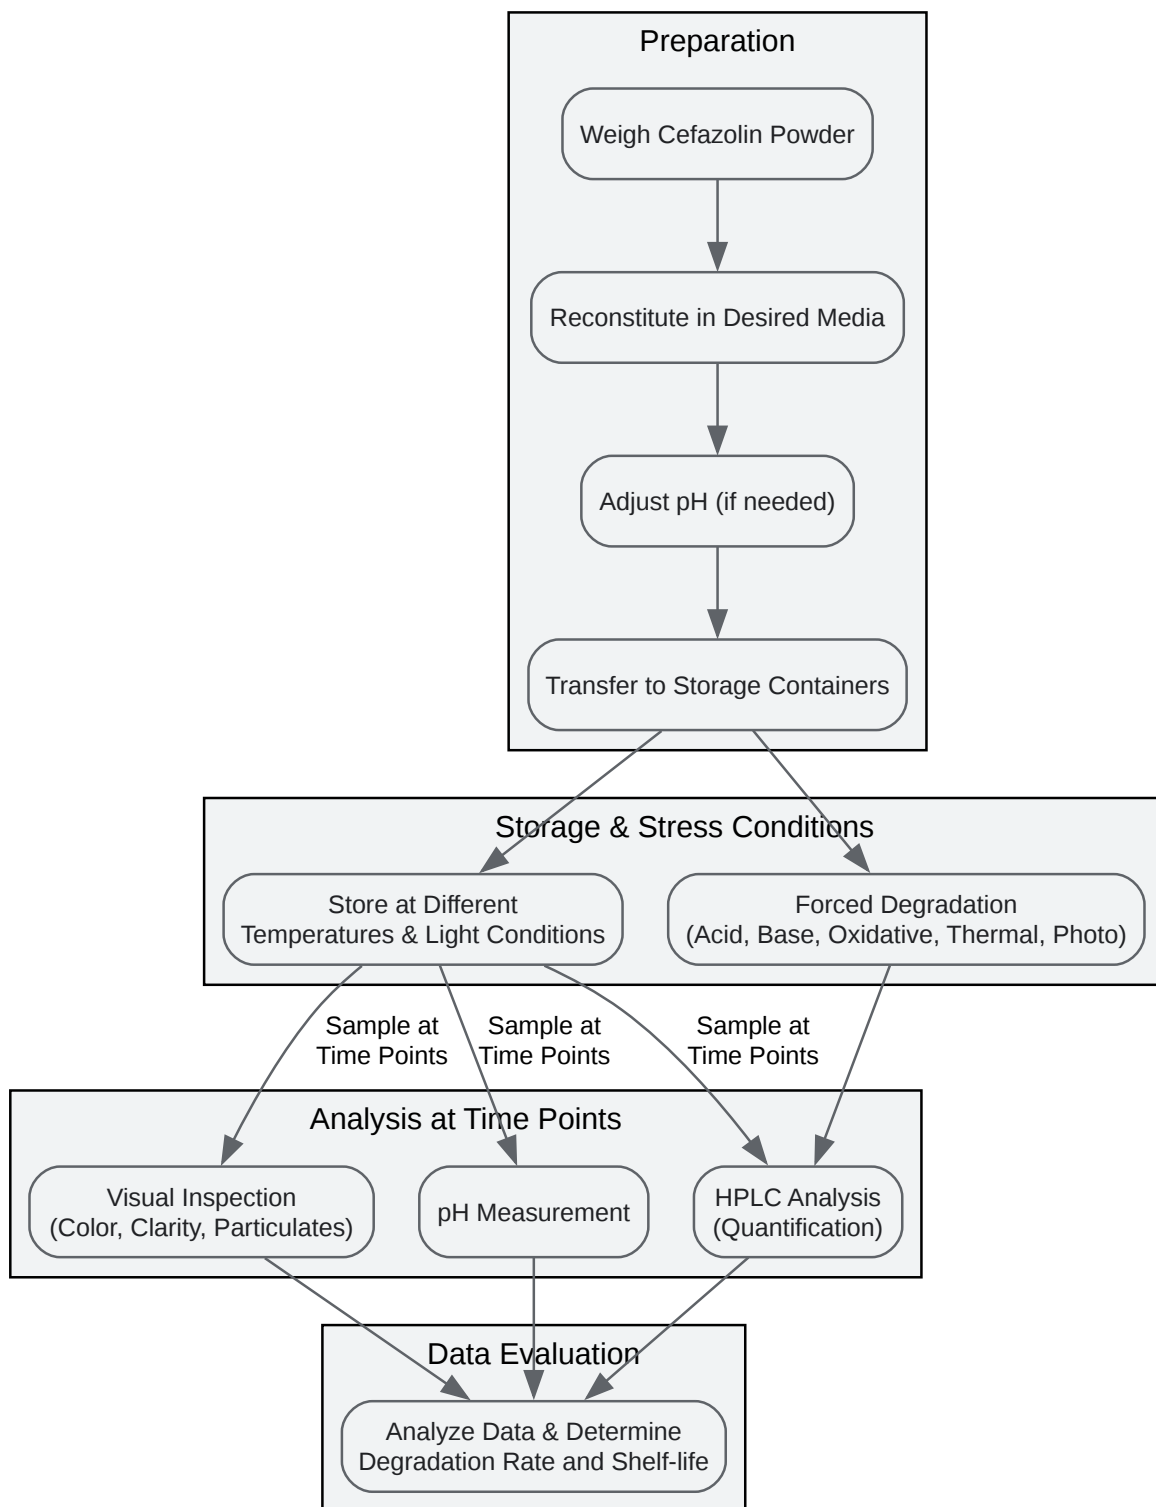 Preparation
Weigh Cefazolin Powder
Reconstitute in Desired Media
Adjust pH (if needed)
Transfer to Storage Containers
Storage & Stress Conditions
Store at Different
Temperatures & Light Conditions
Forced Degradation
(Acid, Base, Oxidative, Thermal, Photo)
Sample at
Time Points
Sample at
Time Points
Sample at
Time Points
Analysis at Time Points
Visual Inspection
(Color, Clarity, Particulates)
pH Measurement
HPLC Analysis
(Quantification)
Data Evaluation
Analyze Data & Determine
Degradation Rate and Shelf-life